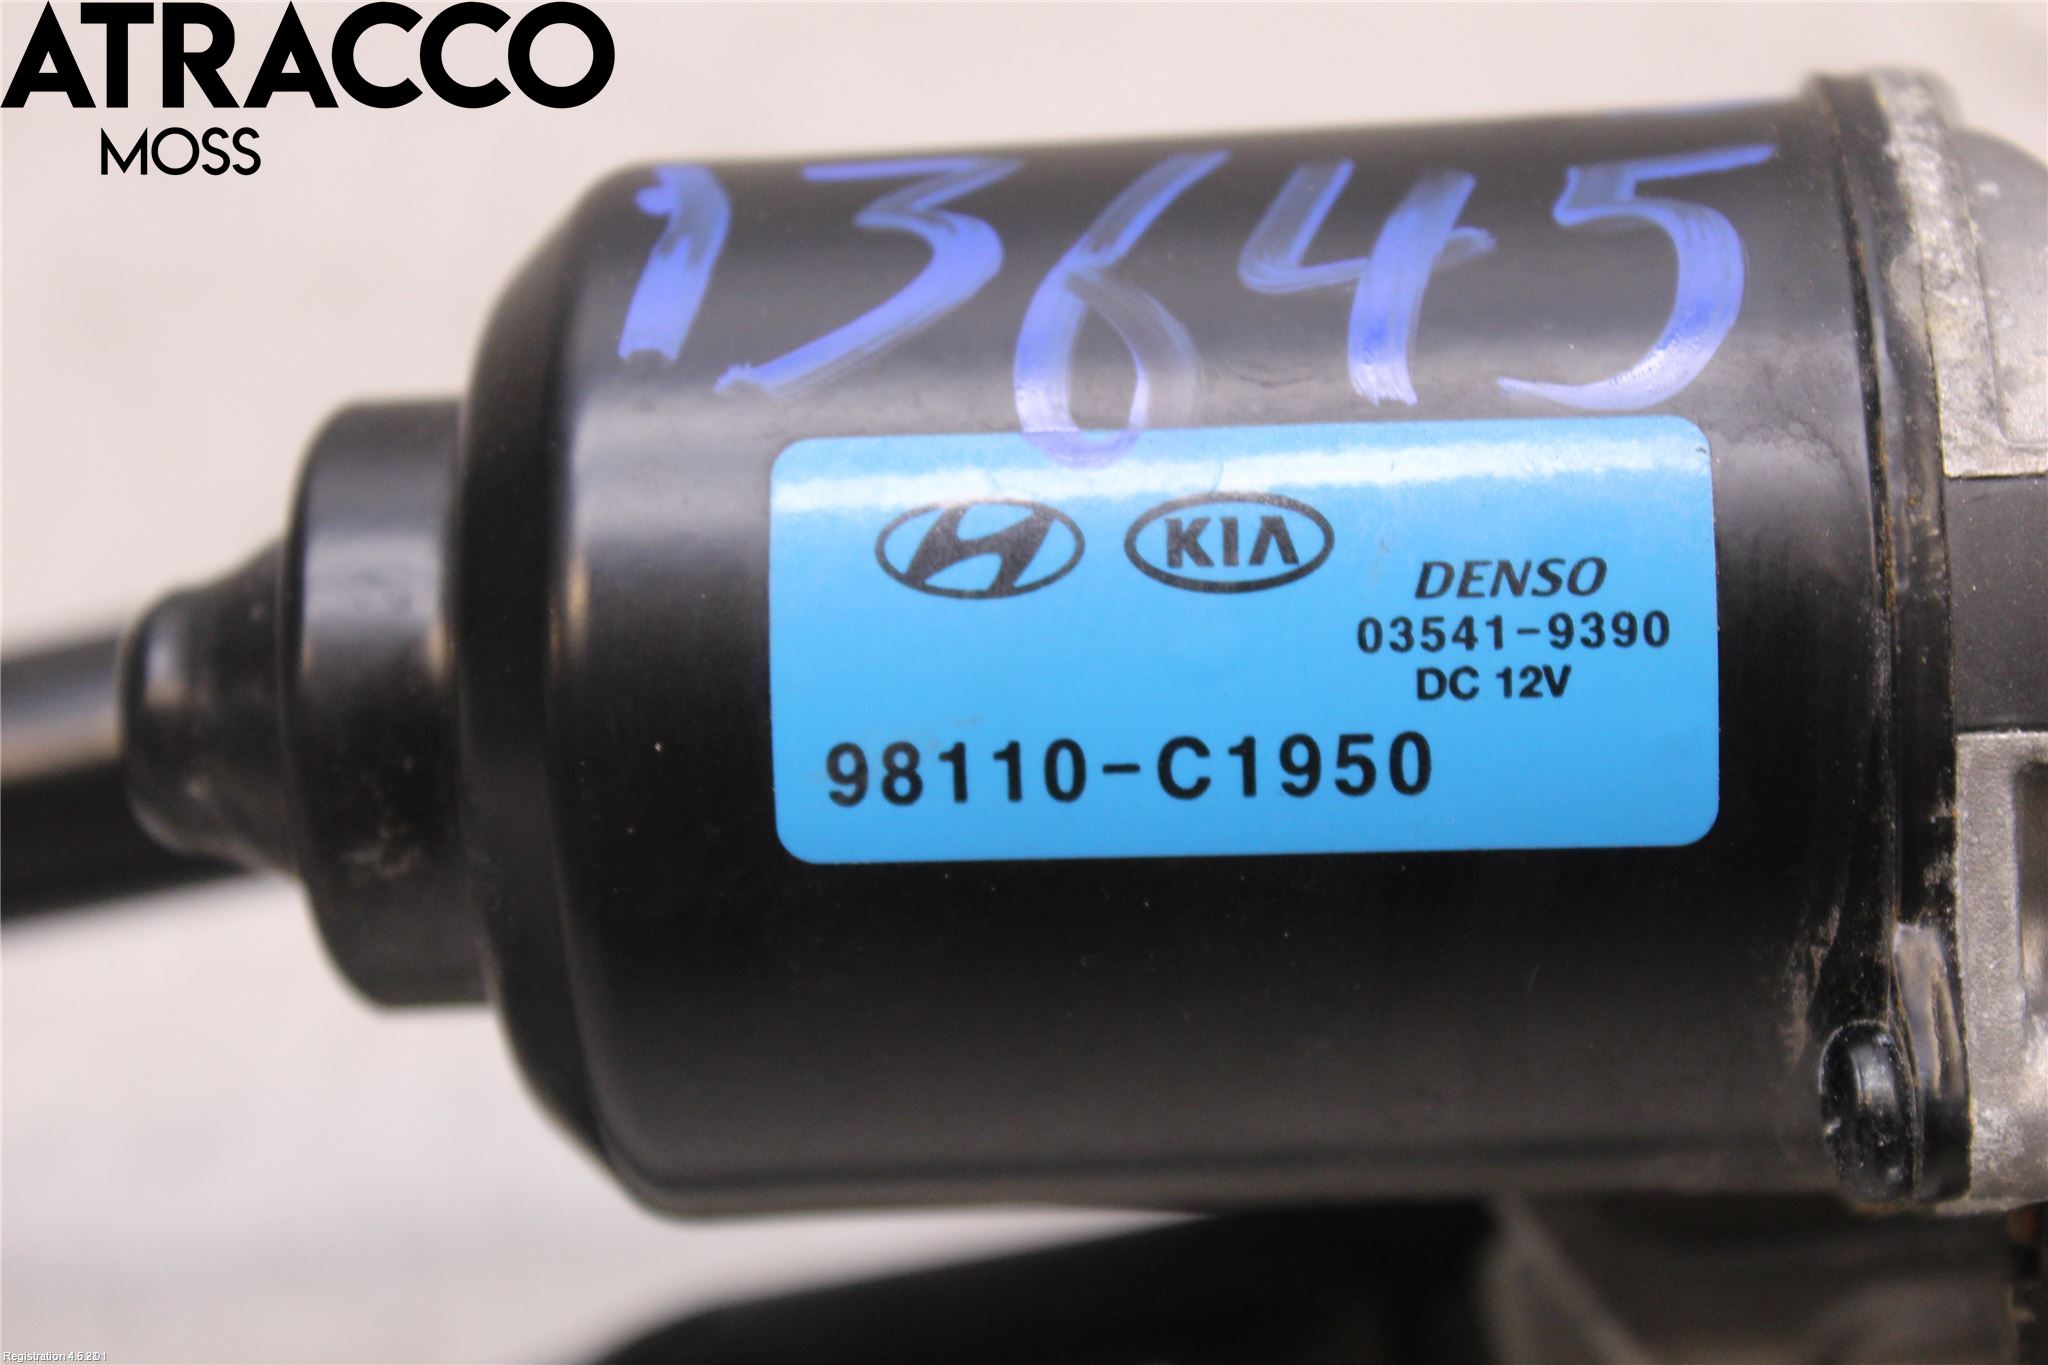 ATRACCO
MOSS
13645
KIA
DENSO
03541-9390
DC 12V
98110-C1950